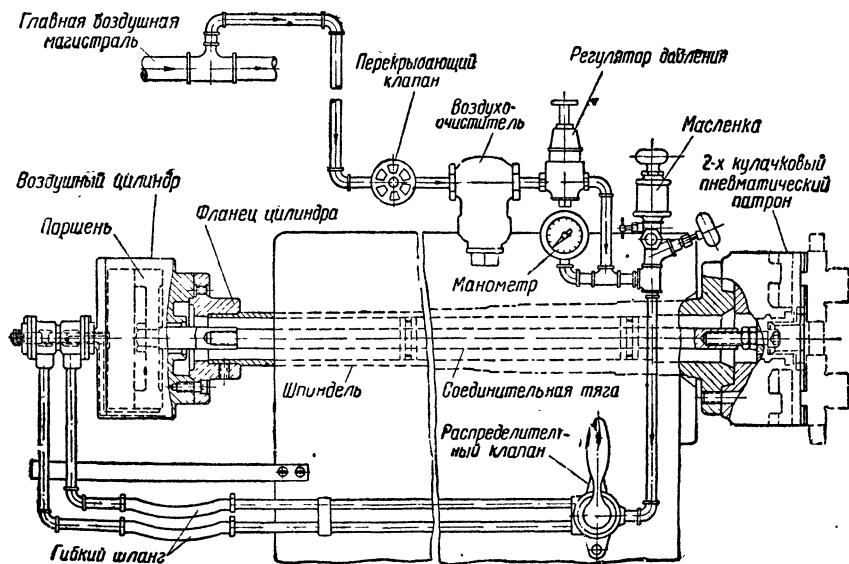 Главная воздушная
магистраль
Перекрывающий
клапан
Воздухо-
очиститель
Регулятор давления
Масленка
2-х кулачковый
пневматический
патрон
Воздушный цилиндр
Поршень
Фланец цилиндра
Манометр
Шпиндель
Соединительная тяга
Распределитель-
ный клапан
Гибкий шланг